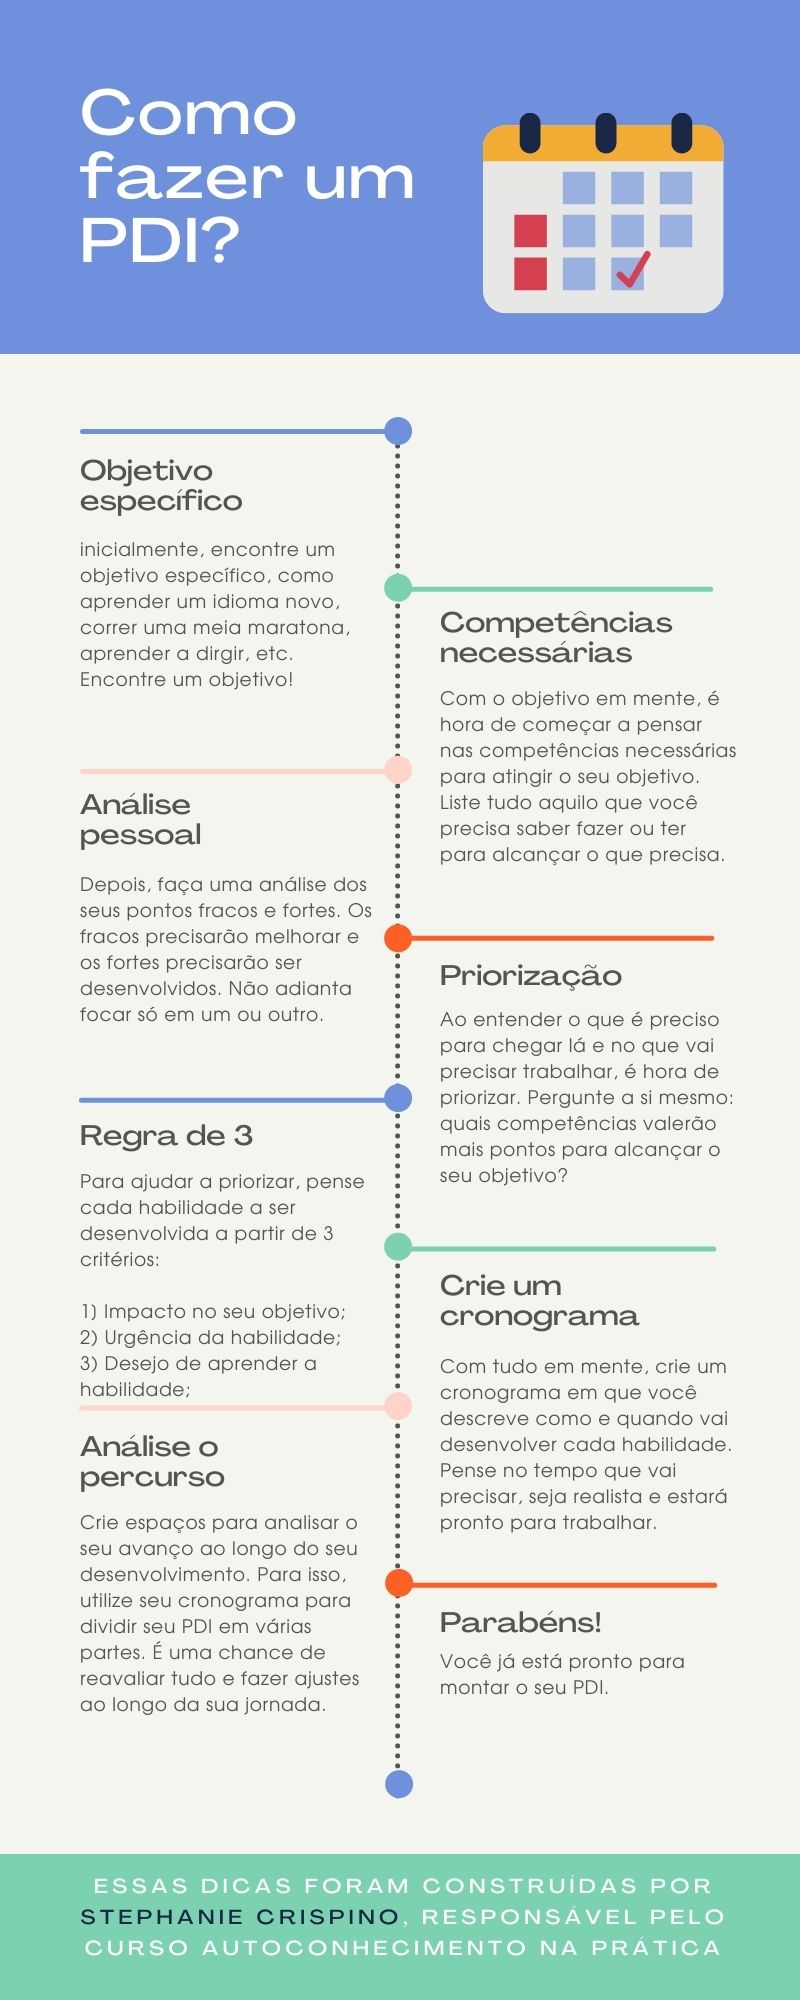 Como
fazer um
PDI?
Objetivo
específico
inicialmente, encontre um
objetivo específico, como
aprender um idioma novo,
correr uma meia maratona,
aprender a dirgir, etc.
Encontre um objetivo!
Competências
necessárias
Com o objetivo em mente, é
hora de começar a pensar
nas competências necessárias
para atingir o seu objetivo.
Liste tudo aquilo que você
precisa saber fazer ou ter
para alcançar o que precisa.
Análise
pessoal
Depois, faça uma análise dos
seus pontos fracos e fortes. Os
fracos precisarão melhorar e
os fortes precisarão ser
desenvolvidos. Não adianta
focar só em um ou outro.
Priorização
Ao entender o que é preciso
para chegar lá e no que vai
precisar trabalhar, é hora de
priorizar. Pergunte a si mesmo:
quais competências valerão
mais pontos para alcançar o
seu objetivo?
Regra de 3
Para ajudar a priorizar, pense
cada habilidade a ser
desenvolvida a partir de 3
critérios:
1) Impacto no seu objetivo;
2) Urgência da habilidade;
3) Desejo de aprender a
habilidade;
Crie um
cronograma
Com tudo em mente, crie um
cronograma em que você
descreve como e quando vai
desenvolver cada habilidade.
Pense no tempo que vai
precisar, seja realista e estará
pronto para trabalhar.
Análise o
percurso
Crie espaços para analisar o
seu avanço ao longo do seu
desenvolvimento. Para isso,
utilize seu cronograma para
dividir seu PDI em várias
partes. É uma chance de
reavaliar tudo e fazer ajustes
ao longo da sua jornada.
Parabéns!
Você já está pronto para
montar o seu PDI.
ESSAS DICAS FORAM CONSTRUÍDAS POR
STEPHANIE CRISPINO, RESPONSÁVEL PELO
CURSO AUTOCONHECIMENTO NA PRÁTICA